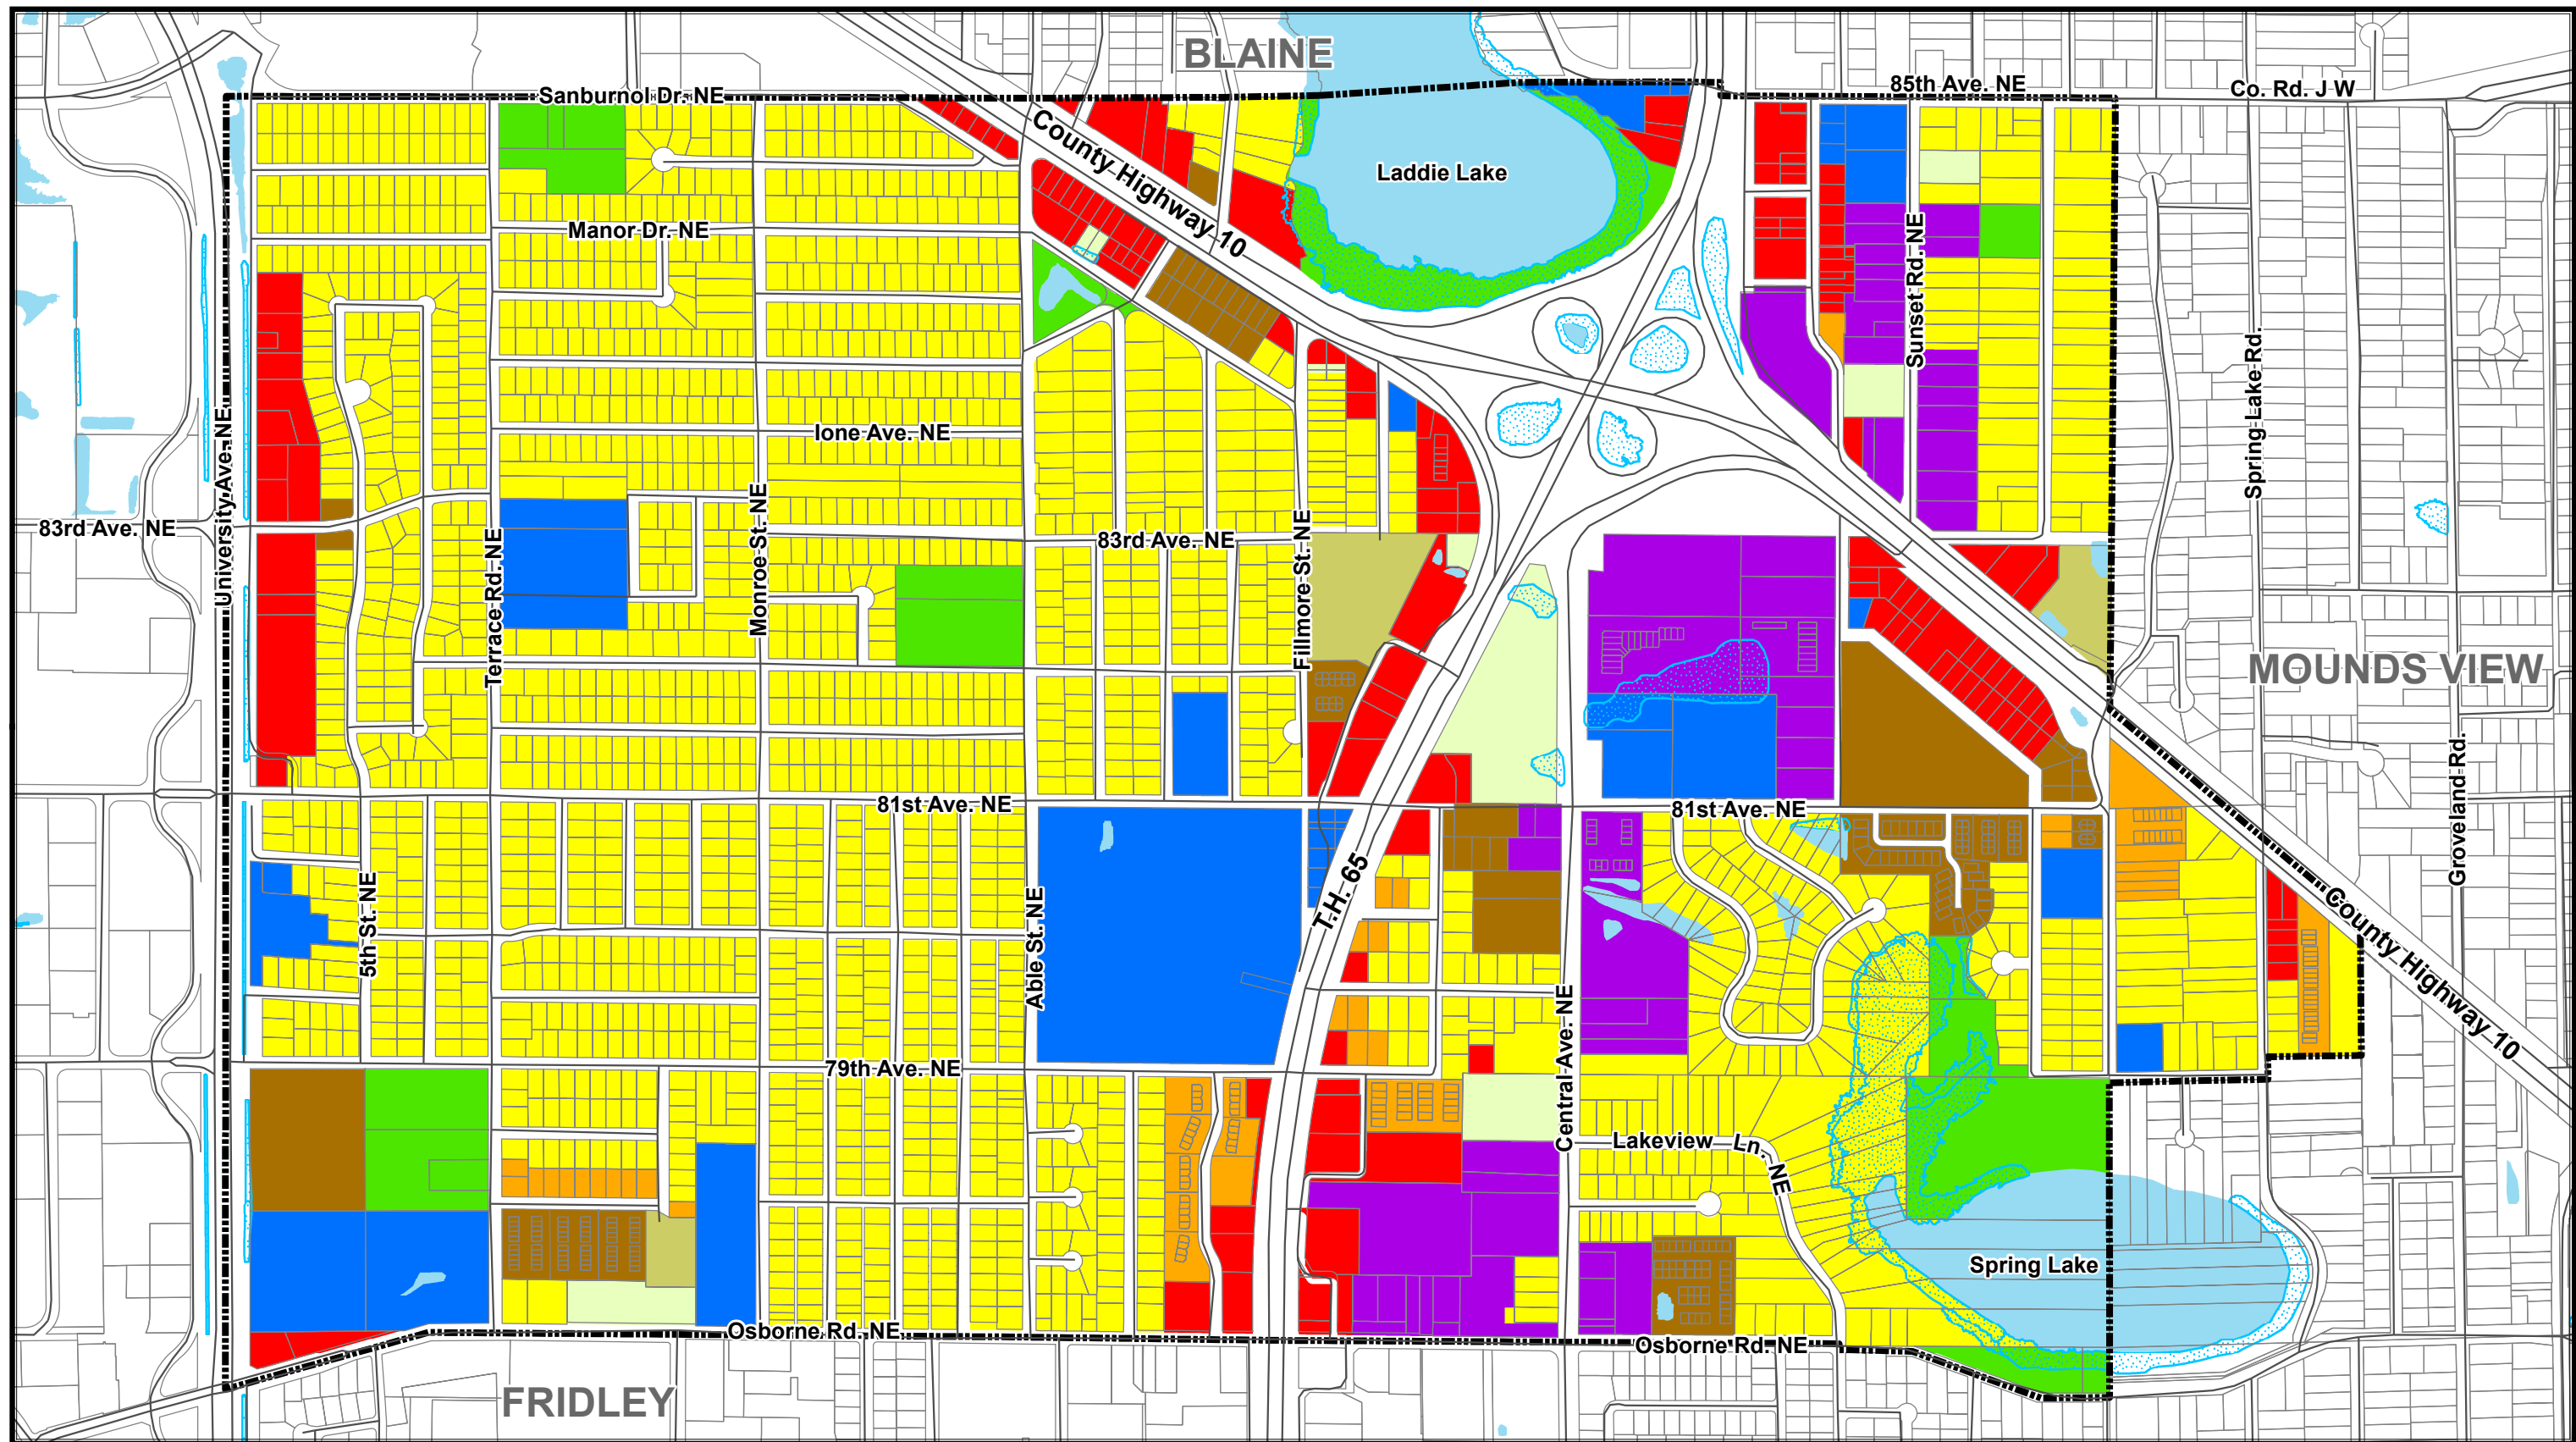 BLAINE
Sanburnol Dr. NE
85th Ave. NE
Co. Rd. J W
County Highway 10
Laddie Lake
Manor Dr. NE
Sunset Rd. NE
Spring Lake Rd.
University Ave. NE
Ione Ave. NE
83rd Ave. NE
Terrace Rd. NE
Monroe St. NE
83rd Ave. NE
Fillmore St. NE
MOUNDS VIEW
Groveland Rd.
81st Ave. NE
81st Ave. NE
T.H. 65
5th St. NE
Able St. NE
County Highway 10
Central Ave. NE
79th Ave. NE
Lakeview Ln. NE
Spring Lake
Osborne Rd. NE
Osborne Rd. NE
FRIDLEY